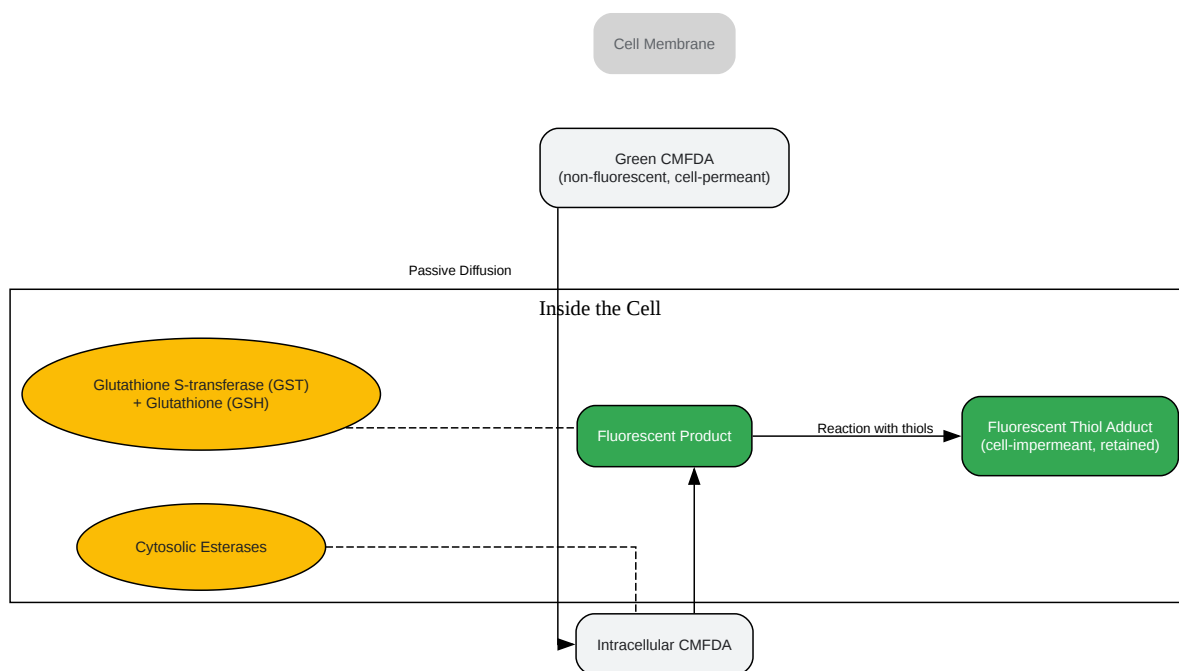 Cell Membrane
Green CMFDA
(non-fluorescent, cell-permeant)
Passive Diffusion
Inside the Cell
Glutathione S-transferase (GST)
+ Glutathione (GSH)
Fluorescent Product
Reaction with thiols
Fluorescent Thiol Adduct
(cell-impermeant, retained)
Cytosolic Esterases
Intracellular CMFDA